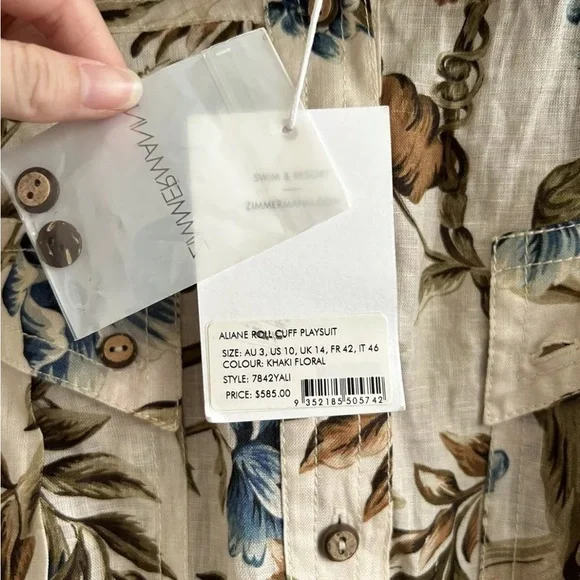 ZIMMERMANN
SWIM & RESORT
ALIANE ROLL CUFF PLAYSUIT
SIZE: AU 3, US 10, UK 14, FR 42, IT 46
COLOUR: KHAKI FLORAL
STYLE: 7842YALI
PRICE: $585.00
9 352185 505742